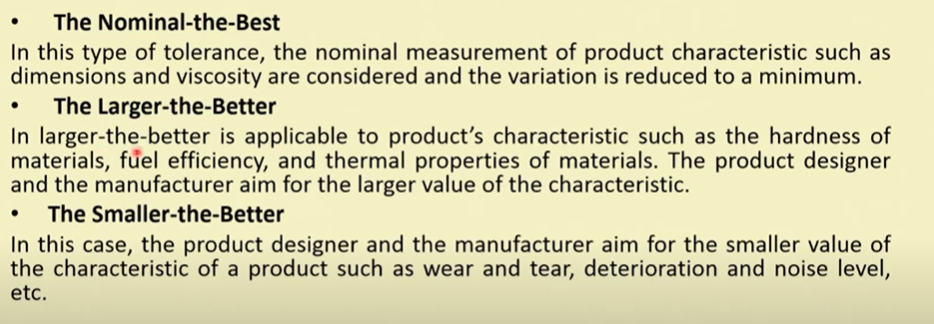 • The Nominal-the-Best
In this type of tolerance, the nominal measurement of product characteristic such as
dimensions and viscosity are considered and the variation is reduced to a minimum.
• The Larger-the-Better
In larger-the-better is applicable to product's characteristic such as the hardness of
materials, fuel efficiency, and thermal properties of materials. The product designer
and the manufacturer aim for the larger value of the characteristic.
• The Smaller-the-Better
In this case, the product designer and the manufacturer aim for the smaller value of
the characteristic of a product such as wear and tear, deterioration and noise level,
etc.